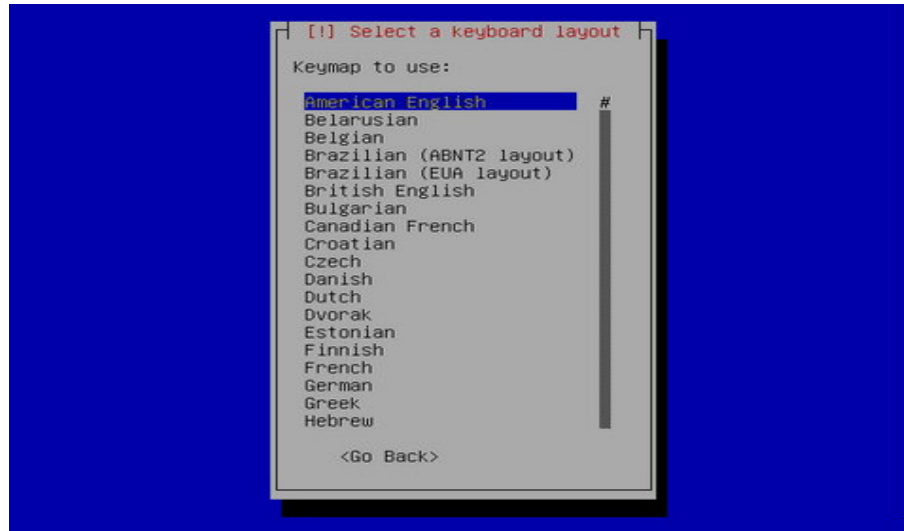 [!] Select a keyboard layout
Keymap to use:
American English #
Belarusian
Belgian
Brazilian (ABNT2 layout)
Brazilian (EUA layout)
British English
Bulgarian
Canadian French
Croatian
Czech
Danish
Dutch
Dvorak
Estonian
Finnish
French
German
Greek
Hebrew
<Go Back>